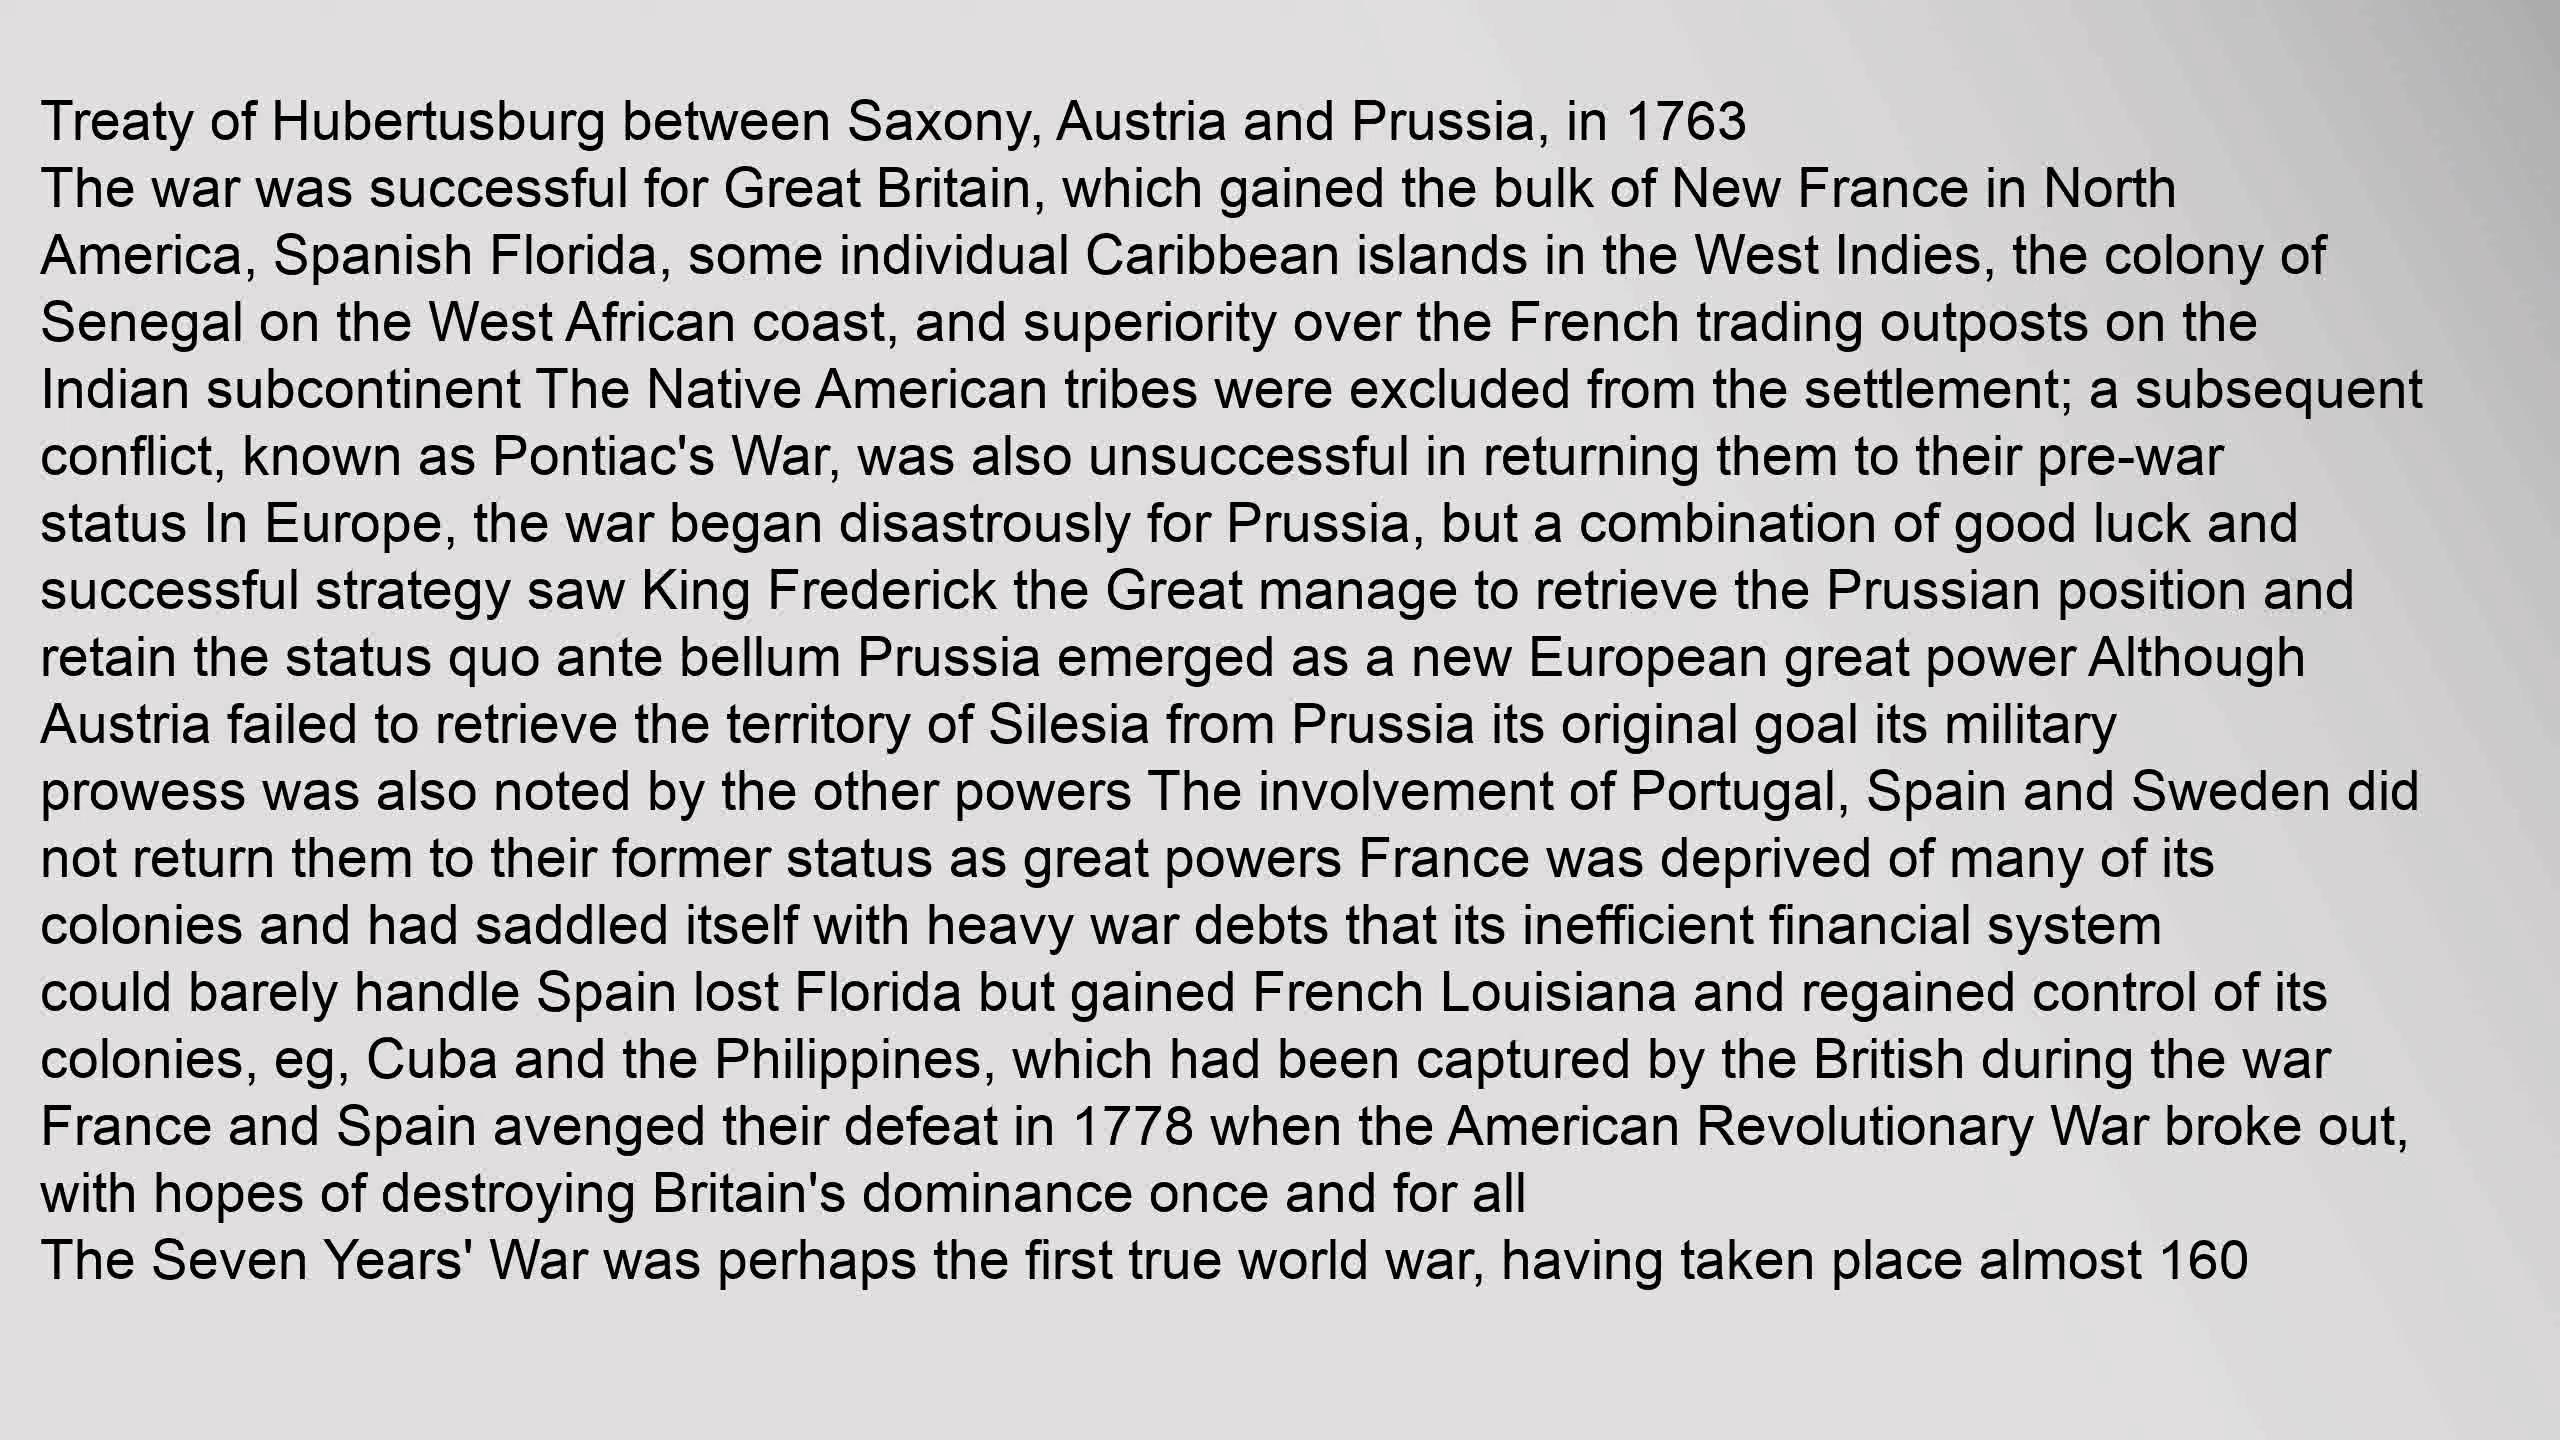 Treaty of Hubertusburg between Saxony, Austria and Prussia, in 1763
The war was successful for Great Britain, which gained the bulk of New France in North
America, Spanish Florida, some individual Caribbean islands in the West Indies, the colony of
Senegal on the West African coast, and superiority over the French trading outposts on the
Indian subcontinent The Native American tribes were excluded from the settlement; a subsequent
conflict, known as Pontiac's War, was also unsuccessful in returning them to their pre-war
status In Europe, the war began disastrously for Prussia, but a combination of good luck and
successful strategy saw King Frederick the Great manage to retrieve the Prussian position and
retain the status quo ante bellum Prussia emerged as a new European great power Although
Austria failed to retrieve the territory of Silesia from Prussia its original goal its military
prowess was also noted by the other powers The involvement of Portugal, Spain and Sweden did
not return them to their former status as great powers France was deprived of many of its
colonies and had saddled itself with heavy war debts that its inefficient financial system
could barely handle Spain lost Florida but gained French Louisiana and regained control of its
colonies, eg, Cuba and the Philippines, which had been captured by the British during the war
France and Spain avenged their defeat in 1778 when the American Revolutionary War broke out,
with hopes of destroying Britain's dominance once and for all
The Seven Years' War was perhaps the first true world war, having taken place almost 160